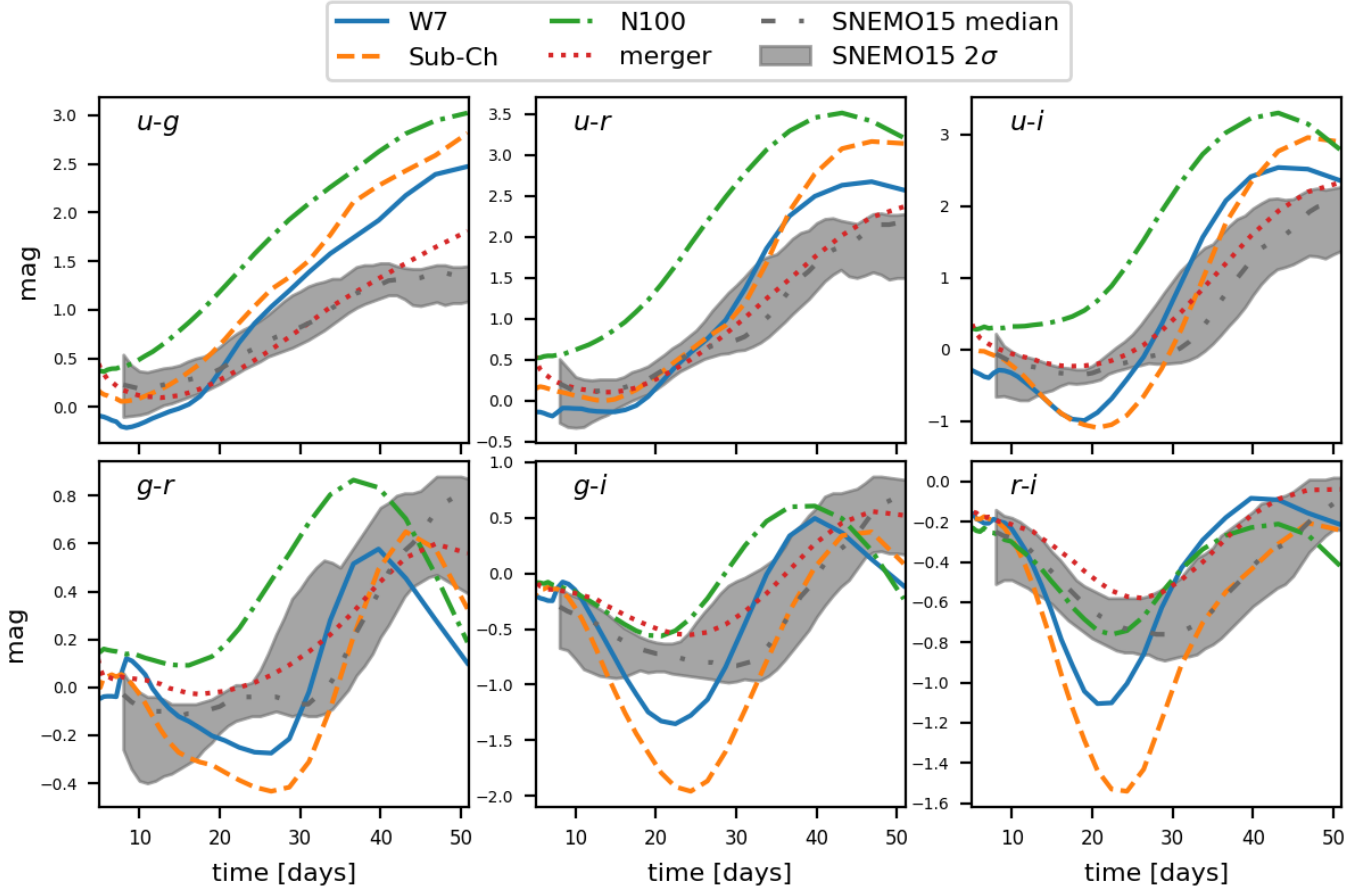 W7 N100 SNEMO15 median
Sub-Ch merger SNEMO15 2σ
u-g u-r u-i
3.0 2.5 2.0 1.5 1.0 0.5 0.0
3.5 3.0 2.5 2.0 1.5 1.0 0.5 0.0 −0.5
3 2 1 0 −1
mag
g-r g-i r-i
0.8 0.6 0.4 0.2 0.0 −0.2 −0.4
1.0 0.5 0.0 −0.5 −1.0 −1.5 −2.0
0.0 −0.2 −0.4 −0.6 −0.8 −1.0 −1.2 −1.4 −1.6
mag
10 20 30 40 50 10 20 30 40 50 10 20 30 40 50
time [days] time [days] time [days]